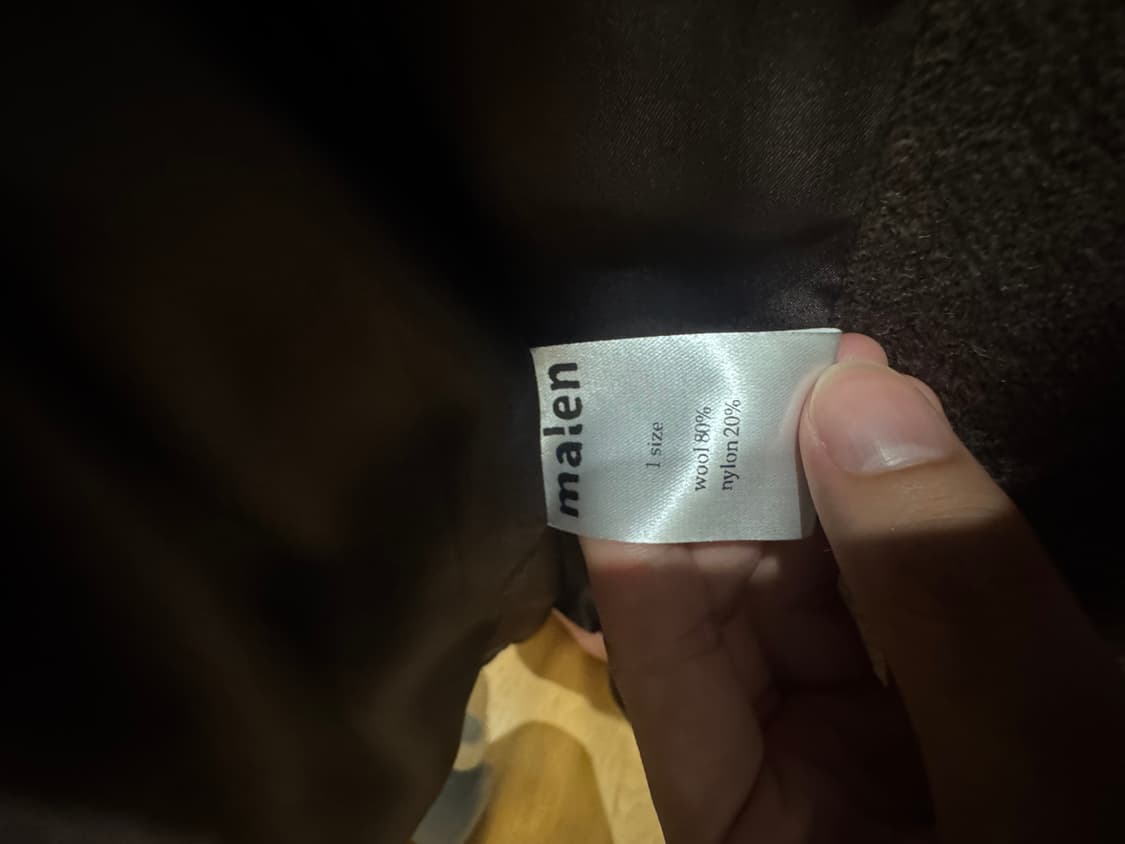 malen
1 size
wool 80%
nylon 20%